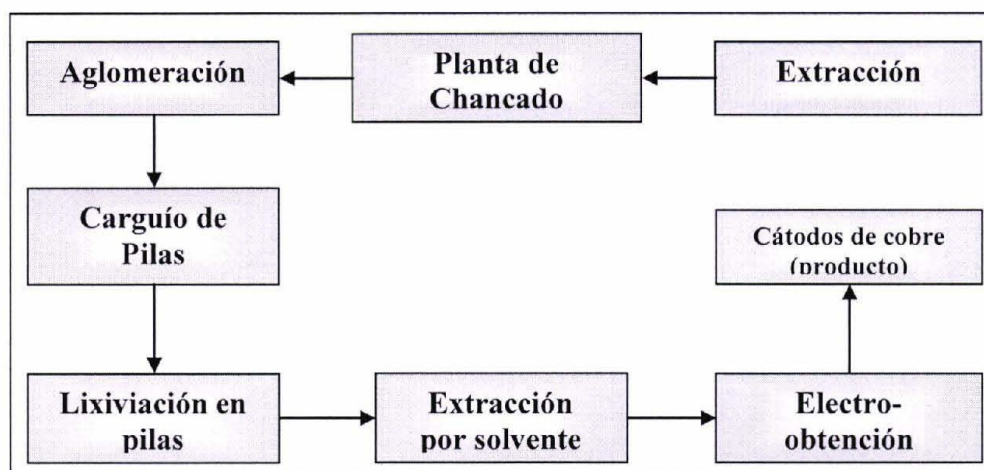 Aglomeración
Planta de
Chancado
Extracción
Carguío de
Pilas
Cátodos de cobre
(producto)
Lixiviación en
pilas
Extracción
por solvente
Electro-
obtención